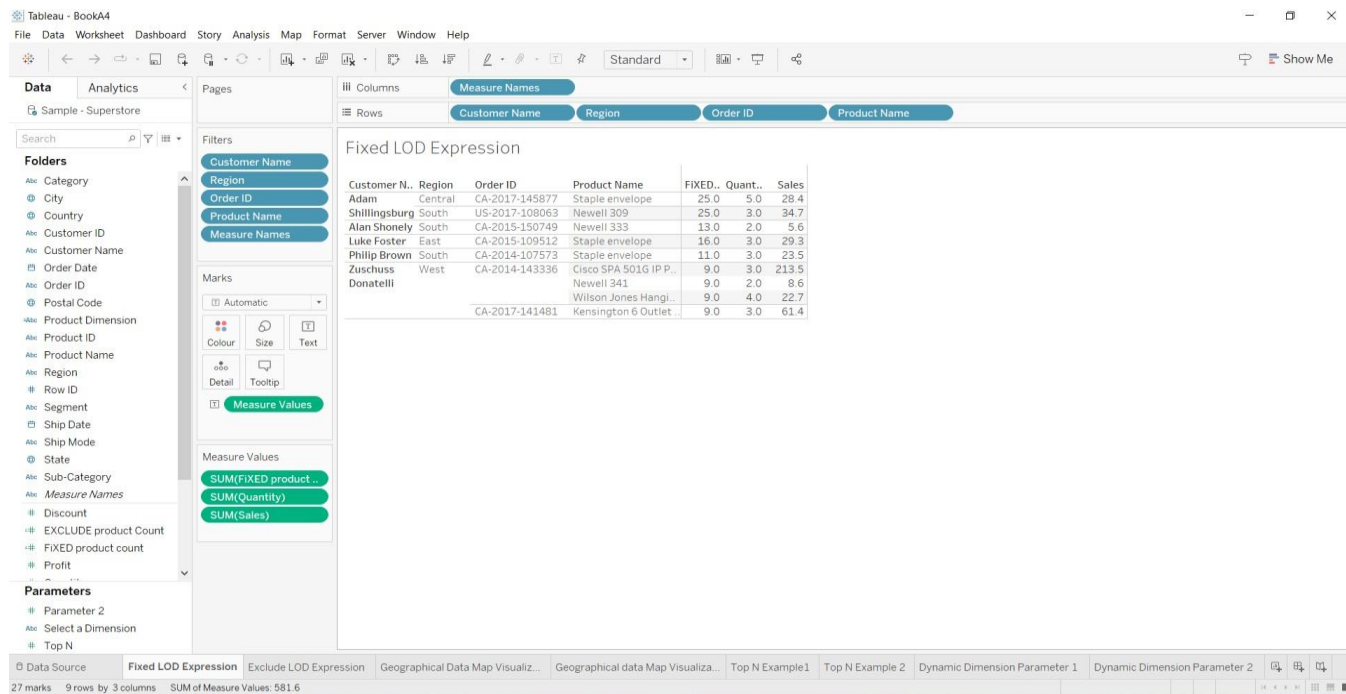 Tableau - BookA4
File Data Worksheet Dashboard Story Analysis Map Format Server Window Help
Standard
Show Me
Data Analytics
Sample - Superstore
Search
Folders
Abc Category
City
Country
Abc Customer ID
Abc Customer Name
Order Date
Abc Order ID
Postal Code
Abc Product Dimension
Abc Product ID
Abc Product Name
Abc Region
# Row ID
Abc Segment
Ship Date
Abc Ship Mode
State
Abc Sub-Category
Abc Measure Names
# Discount
# EXCLUDE product Count
# FiXED product count
# Profit
Parameters
# Parameter 2
Abc Select a Dimension
# Top N
Pages
Filters
Customer Name
Region
Order ID
Product Name
Measure Names
Marks
Automatic
Colour Size Text
Detail Tooltip
Measure Values
Measure Values
SUM(FiXED product ..
SUM(Quantity)
SUM(Sales)
Columns Measure Names
Rows Customer Name Region Order ID Product Name
Fixed LOD Expression
Customer N.. Region Order ID Product Name FiXED.. Quant.. Sales
Adam Central CA-2017-145877 Staple envelope 25.0 5.0 28.4
Shillingsburg South US-2017-108063 Newell 309 25.0 3.0 34.7
Alan Shonely South CA-2015-150749 Newell 333 13.0 2.0 5.6
Luke Foster East CA-2015-109512 Staple envelope 16.0 3.0 29.3
Philip Brown South CA-2014-107573 Staple envelope 11.0 3.0 23.5
Zuschuss West CA-2014-143336 Cisco SPA 501G IP P.. 9.0 3.0 213.5
Donatelli Newell 341 9.0 2.0 8.6
Wilson Jones Hangi.. 9.0 4.0 22.7
CA-2017-141481 Kensington 6 Outlet .. 9.0 3.0 61.4
Data Source Fixed LOD Expression Exclude LOD Expression Geographical Data Map Visualiz... Geographical data Map Visualiza... Top N Example1 Top N Example 2 Dynamic Dimension Parameter 1 Dynamic Dimension Parameter 2
27 marks 9 rows by 3 columns SUM of Measure Values: 581.6